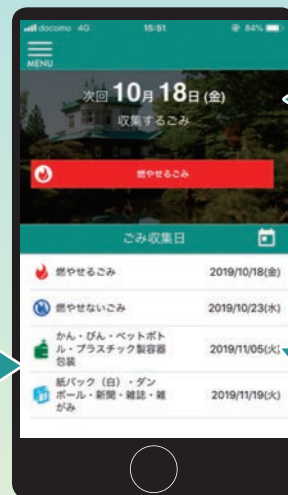 docomo 4G 15:51 84%
MENU
次回 10月 18日 (金)
収集するごみ
燃やせるごみ
ごみ収集日
燃やせるごみ 2019/10/18(金)
燃やせないごみ 2019/10/23(水)
かん・びん・ペットボト
ル・プラスチック製容器 2019/11/05(火)
包装
紙パック（白）・ダン
ボール・新聞・雑誌・雑 2019/11/19(火)
がみ